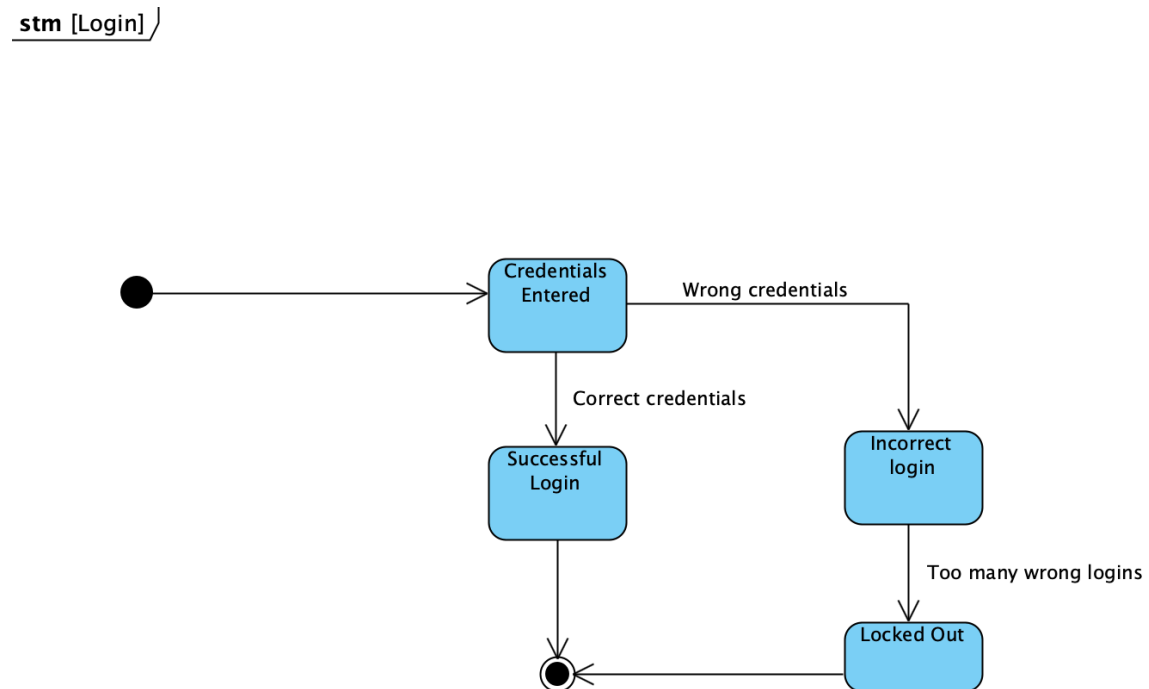 stm [Login]
Credentials
Entered
Wrong credentials
Correct credentials
Successful
Login
Incorrect
login
Too many wrong logins
Locked Out